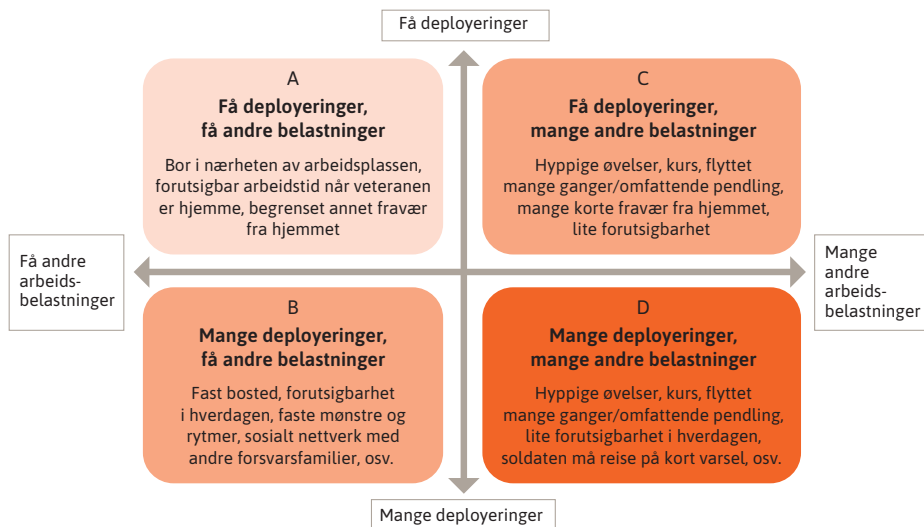 Få deployeringer
A
Få deployeringer,
få andre belastninger
Bor i nærheten av arbeidsplassen,
forutsigbar arbeidstid når veteranen
er hjemme, begrenset annet fravær
fra hjemmet
C
Få deployeringer,
mange andre belastninger
Hyppige øvelser, kurs, flyttet
mange ganger/omfattende pendling,
mange korte fravær fra hjemmet,
lite forutsigbarhet
Få andre
arbeids-
belastninger
Mange
andre
arbeids-
belastninger
B
Mange deployeringer,
få andre belastninger
Fast bosted, forutsigbarhet
i hverdagen, faste mønstre og
rytmer, sosialt nettverk med
andre forsvarsfamilier, osv.
D
Mange deployeringer,
mange andre belastninger
Hyppige øvelser, kurs, flyttet
mange ganger/omfattende pendling,
lite forutsigbarhet i hverdagen,
soldaten må reise på kort varsel, osv.
Mange deployeringer